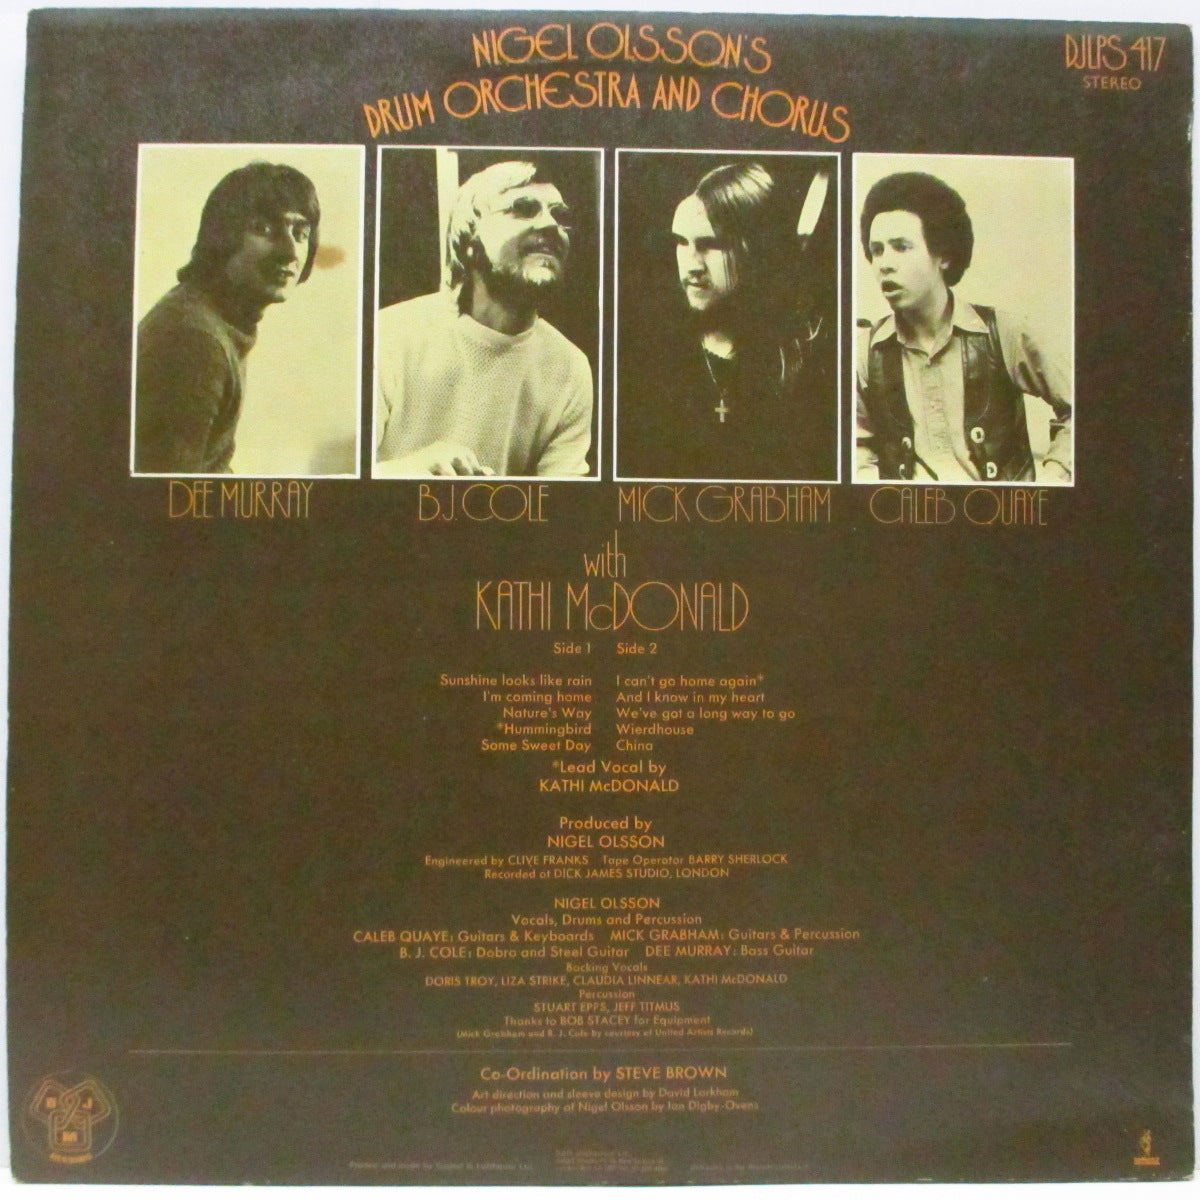 NIGEL OLSSON'S
DRUM ORCHESTRA AND CHORUS
DJLPS 417
STEREO
DEE MURRAY
B.J. COLE
MICK GRABHAM
CALEB QUAYE
with
KATHI McDONALD
Side 1
Sunshine looks like rain
I'm coming home
Nature's Way
*Hummingbird
Some Sweet Day
Side 2
I can't go home again*
And I know in my heart
We've got a long way to go
Wierdhouse
China
*Lead Vocal by
KATHI McDONALD
Produced by
NIGEL OLSSON
Engineered by CLIVE FRANKS Tape Operator BARRY SHERLOCK
Recorded at DICK JAMES STUDIO, LONDON
NIGEL OLSSON
Vocals, Drums and Percussion
CALEB QUAYE: Guitars & Keyboards MICK GRABHAM: Guitars & Percussion
B. J. COLE: Dobro and Steel Guitar DEE MURRAY: Bass Guitar
Backing Vocals
DORIS TROY, LIZA STRIKE, CLAUDIA LINNEAR, KATHI McDONALD
Percussion
STUART EPPS, JEFF TITMUS
Thanks to BOB STACEY for Equipment
(Mick Grabham and B. J. Cole by courtesy of United Artists Records)
Co-Ordination by STEVE BROWN
Art direction and sleeve design by David Larkham
Colour photography of Nigel Olsson by Ian Digby-Ovens
D J
M